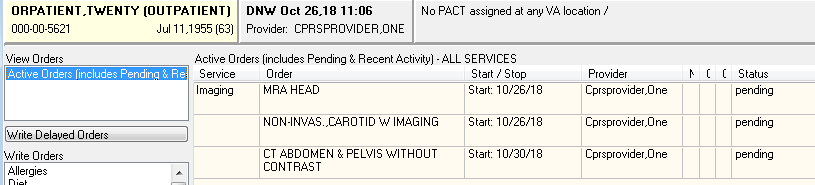 ORPATIENT,TWENTY (OUTPATIENT) DNW Oct 26,18 11:06 No PACT assigned at any VA location /
000-00-5621 Jul 11,1955 (63) Provider: CPRSPROVIDER,ONE
View Orders Active Orders (includes Pending & Recent Activity) - ALL SERVICES
Active Orders (includes Pending & Re
Service Order Start / Stop Provider Status
Imaging MRA HEAD Start: 10/26/18 Cprsprovider,One pending
NON-INVAS.,CAROTID W IMAGING Start: 10/26/18 Cprsprovider,One pending
Write Delayed Orders
Write Orders CT ABDOMEN & PELVIS WITHOUT Start: 10/30/18 Cprsprovider,One pending
Allergies CONTRAST
Diet